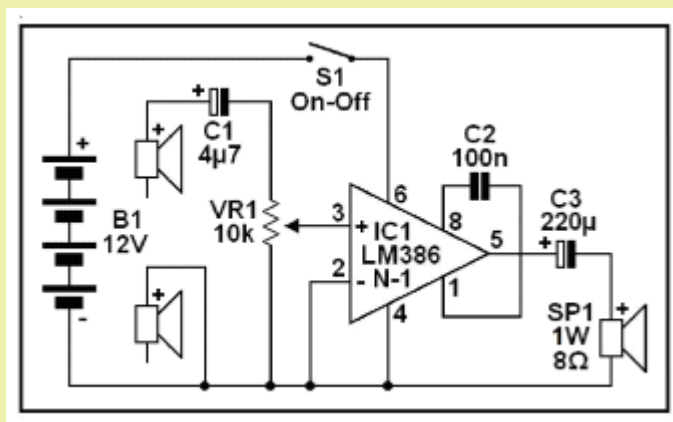 S1
On-Off
+
C1
4µ7
+
+
B1
12V
-
+
VR1
10k
3
2
+
-
IC1
LM386
N-1
6
4
8
1
5
C2
100n
C3
220µ
+
SP1
1W
8Ω
+